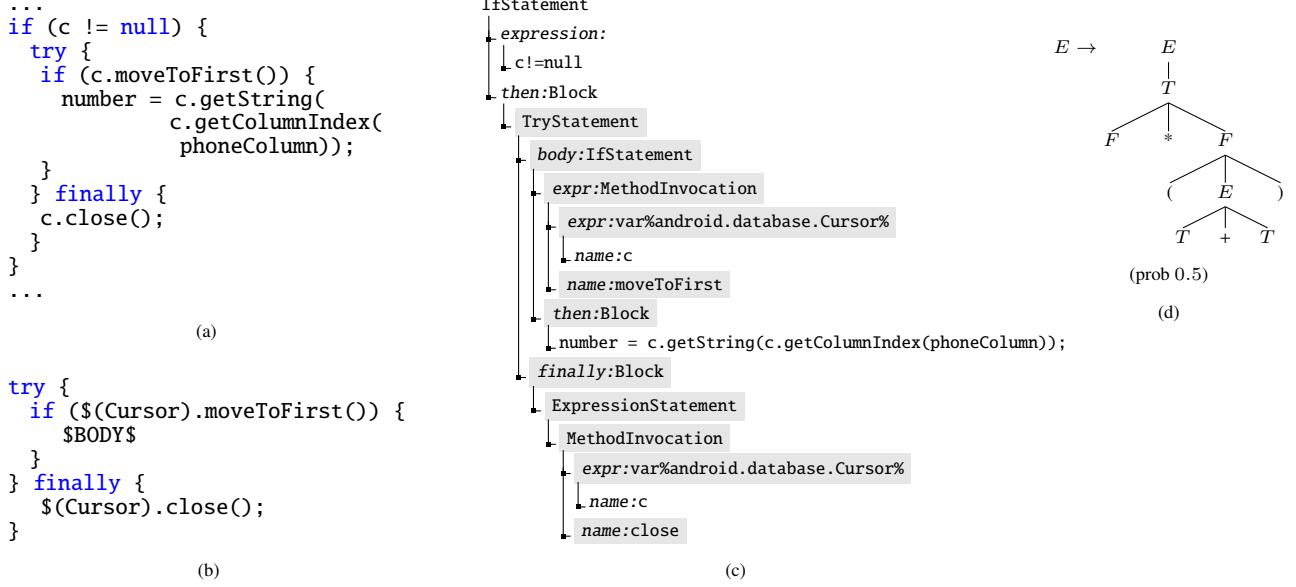 ...
if (c != null) {
try {
if (c.moveToFirst()) {
number = c.getString(
c.getColumnIndex(
phoneColumn));
}
} finally {
c.close();
}
}
...
(a)
try {
if ($(Cursor).moveToFirst()) {
$BODY$
}
} finally {
$(Cursor).close();
}
(b)
IfStatement
expression:
c!=null
then:Block
TryStatement
body:IfStatement
expr:MethodInvocation
expr:var%android.database.Cursor%
name:c
name:moveToFirst
then:Block
number = c.getString(c.getColumnIndex(phoneColumn));
finally:Block
ExpressionStatement
MethodInvocation
expr:var%android.database.Cursor%
name:c
name:close
(c)
E → E
T
F * F
( E )
T + T
(prob 0.5)
(d)